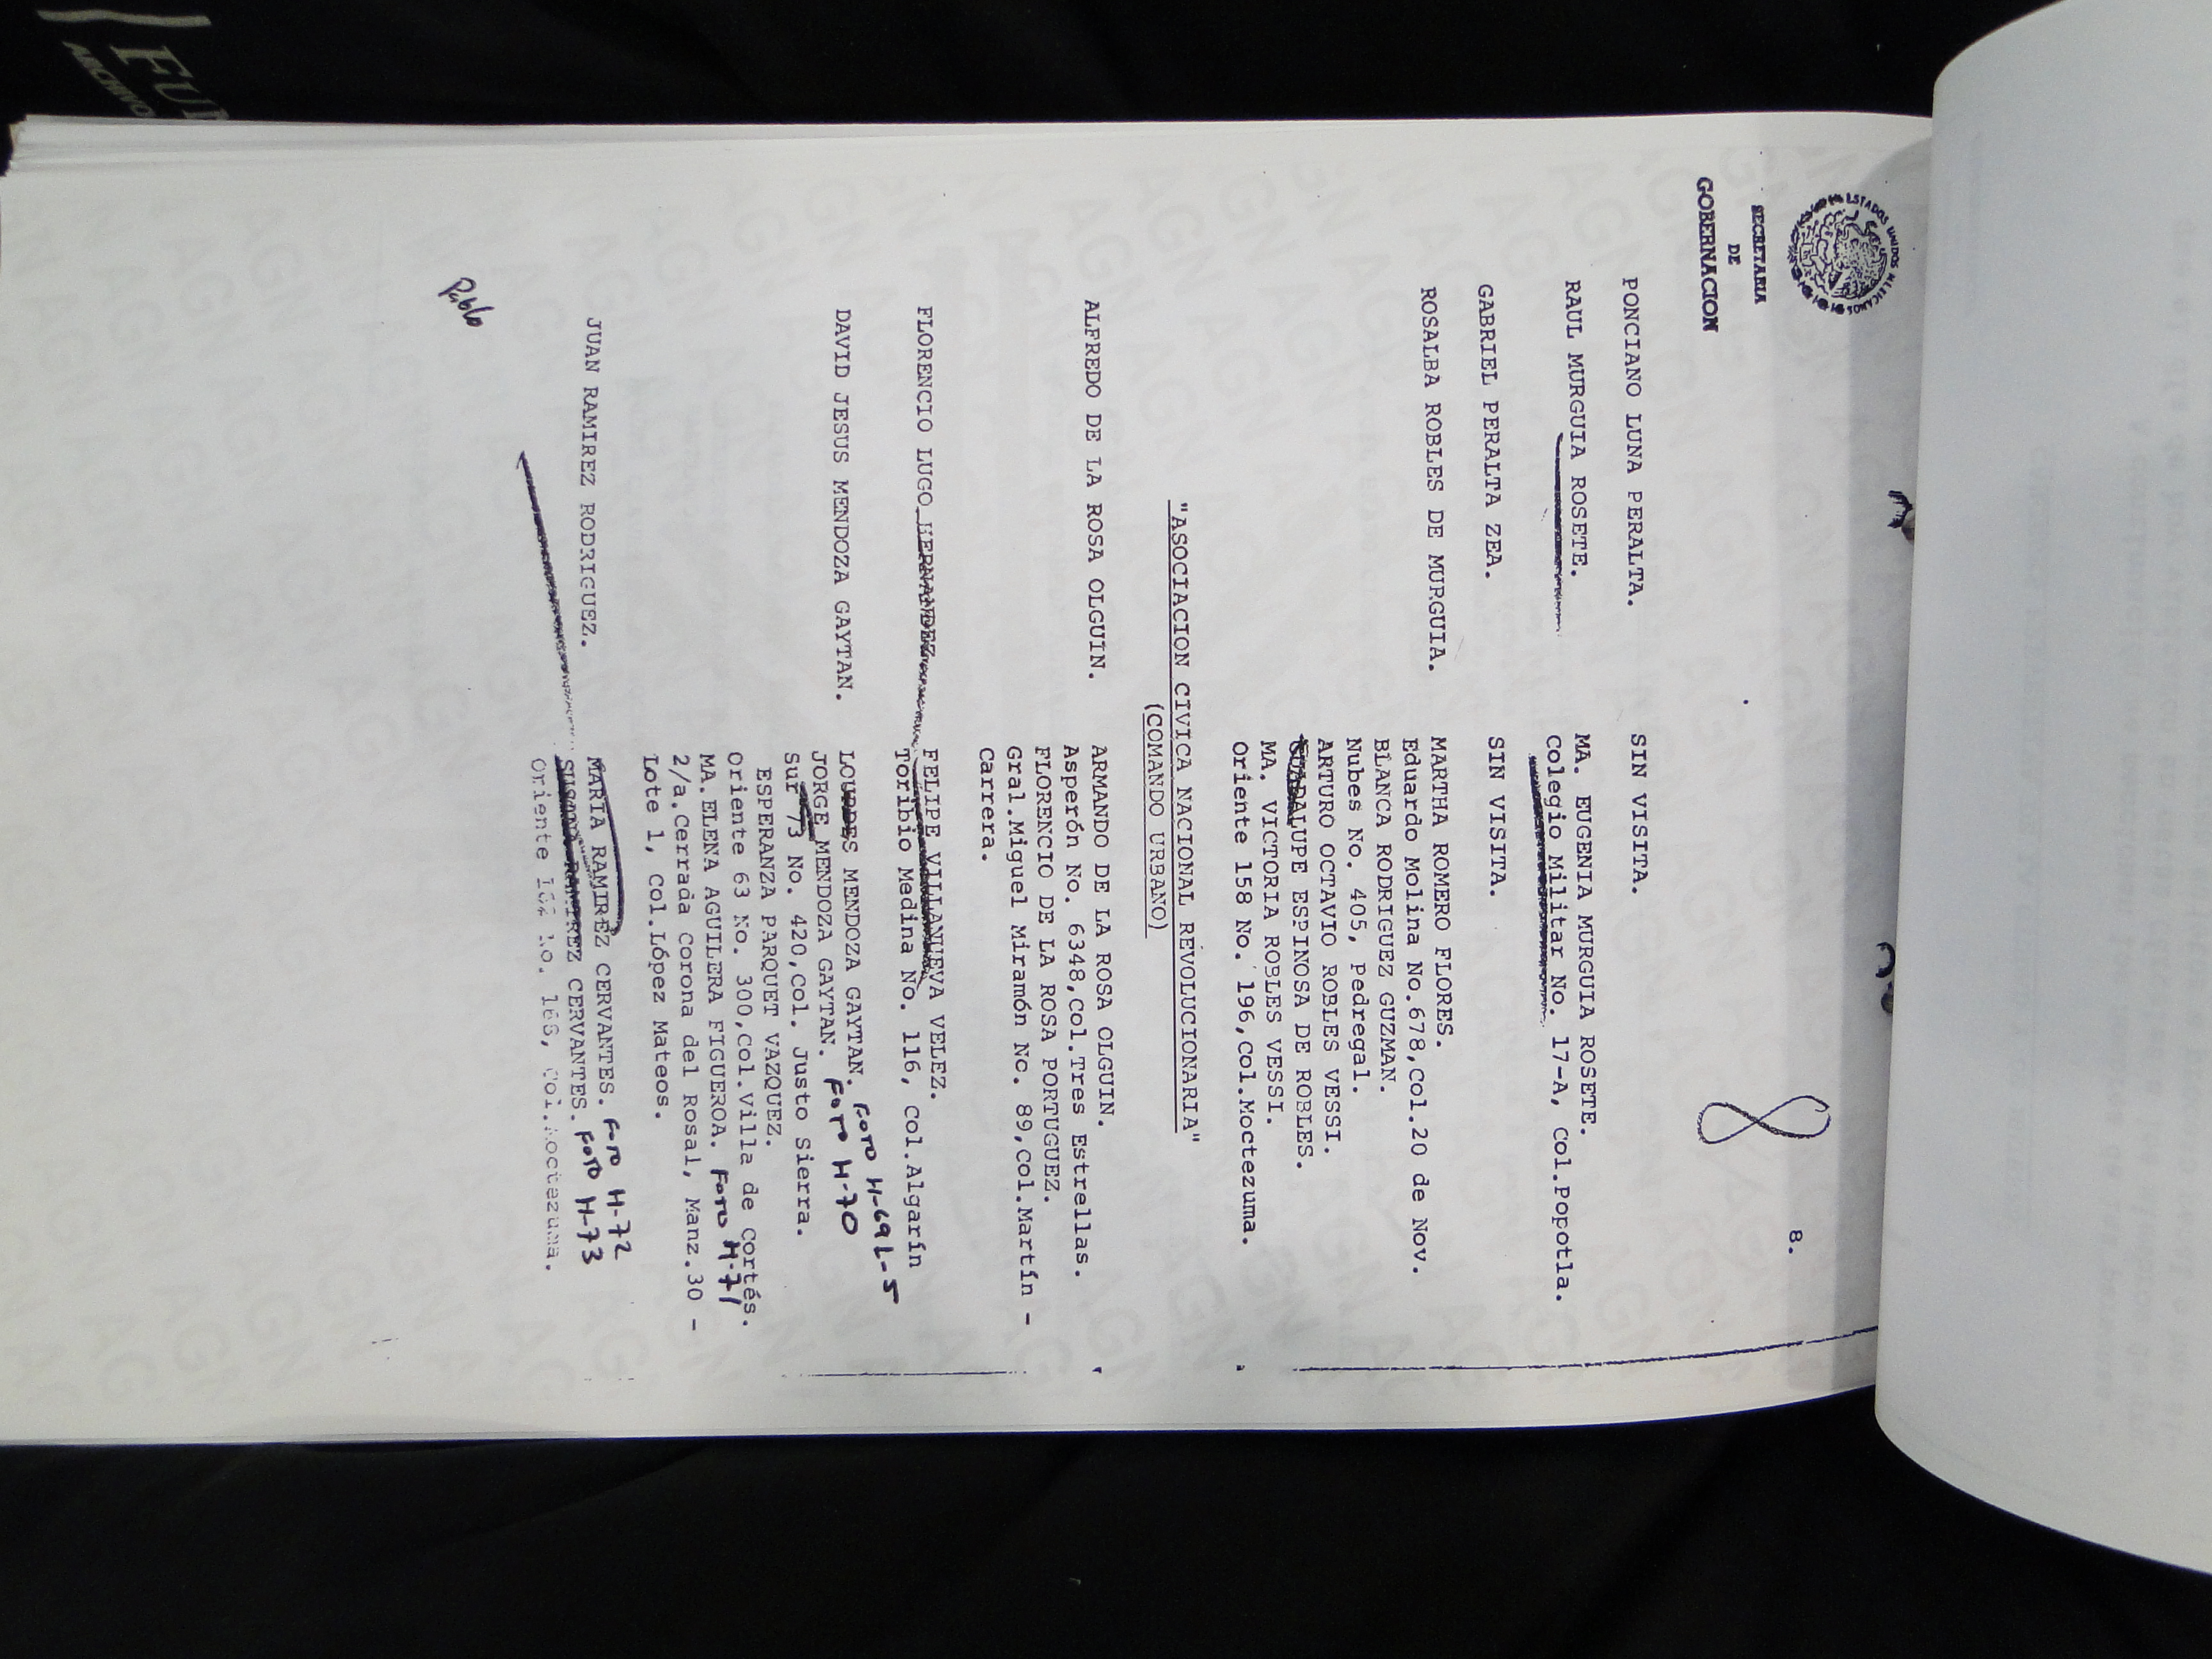 ESTADOS UNIDOS MEXICANOS
SECRETARIA
DE
GOBERNACION
8
8.
PONCIANO LUNA PERALTA. SIN VISITA.
RAUL MURGUIA ROSETE. MA. EUGENIA MURGUIA ROSETE.
Colegio Militar No. 17-A, Col.Popotla.
GABRIEL PERALTA ZEA. SIN VISITA.
ROSALBA ROBLES DE MURGUIA. MARTHA ROMERO FLORES.
Eduardo Molina No.678,Col.20 de Nov.
BLANCA RODRIGUEZ GUZMAN.
Nubes No. 405, Pedregal.
ARTURO OCTAVIO ROBLES VESSI.
GUADALUPE ESPINOSA DE ROBLES.
MA. VICTORIA ROBLES VESSI.
Oriente 158 No. 196,Col.Moctezuma.
"ASOCIACION CIVICA NACIONAL REVOLUCIONARIA"
(COMANDO URBANO)
ALFREDO DE LA ROSA OLGUIN. ARMANDO DE LA ROSA OLGUIN.
Asperón No. 6348,Col.Tres Estrellas.
FLORENCIO DE LA ROSA PORTUGUEZ.
Gral.Miguel Miramón No. 89,Col.Martín -
Carrera.
FLORENCIO LUGO HERNANDEZ FELIPE VILLANUEVA VELEZ.
Toribio Medina No. 116, Col.Algarín
DAVID JESUS MENDOZA GAYTAN. LOURDES MENDOZA GAYTAN. FOTO H-69 L-5
JORGE MENDOZA GAYTAN. FOTO H-70
Sur 73 No. 420,Col. Justo Sierra.
ESPERANZA PARQUET VAZQUEZ.
Oriente 63 No. 300,Col.Villa de Cortés.
MA.ELENA AGUILERA FIGUEROA. FOTO H-71
2/a.Cerrada Corona del Rosal, Manz.30 -
Lote 1, Col.López Mateos.
JUAN RAMIREZ RODRIGUEZ. MARIA RAMIREZ CERVANTES. FOTO H-72
SUSANA RAMIREZ CERVANTES. FOTO H-73
Oriente No. Col.Moctezuma.
Pablo